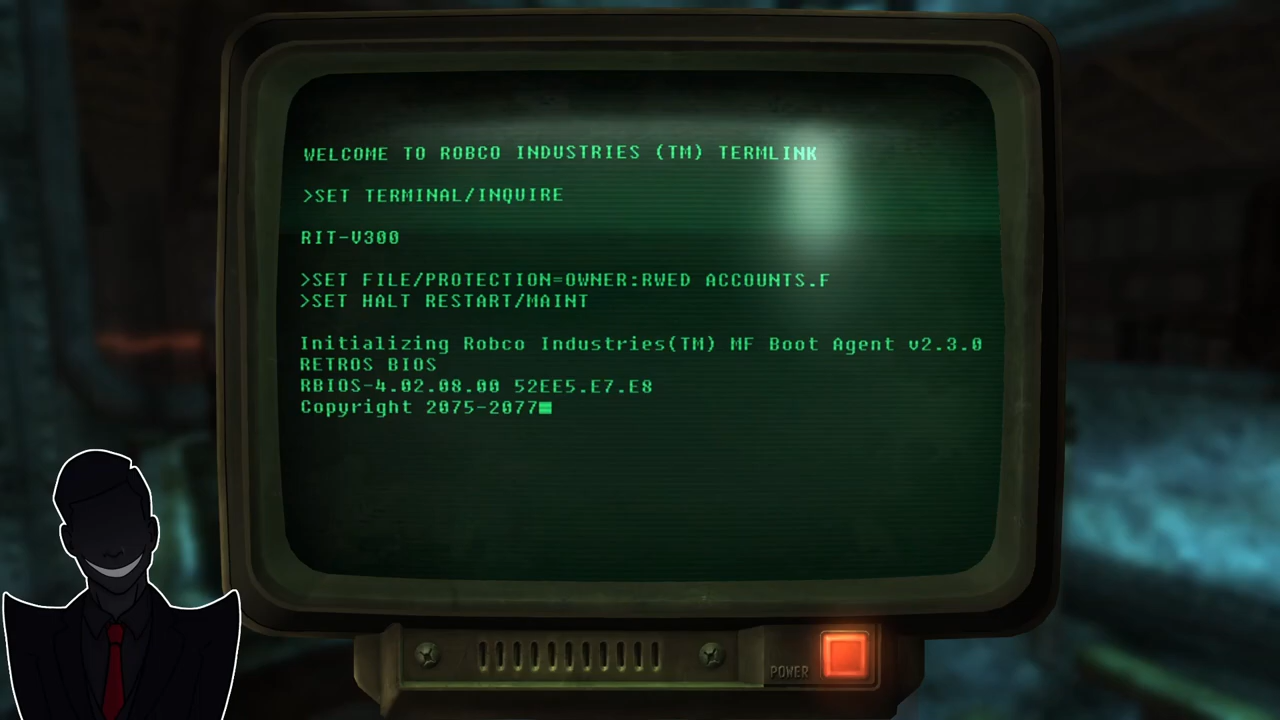 WELCOME TO ROBCO INDUSTRIES (TM) TERMLINK
>SET TERMINAL/INQUIRE
RIT-V300
>SET FILE/PROTECTION=OWNER:RWED ACCOUNTS.F
>SET HALT RESTART/MAINT
Initializing Robco Industries(TM) MF Boot Agent v2.3.0
RETROS BIOS
RBIOS-4.02.08.00 52EE5.E7.E8
Copyright 2075-2077
POWER